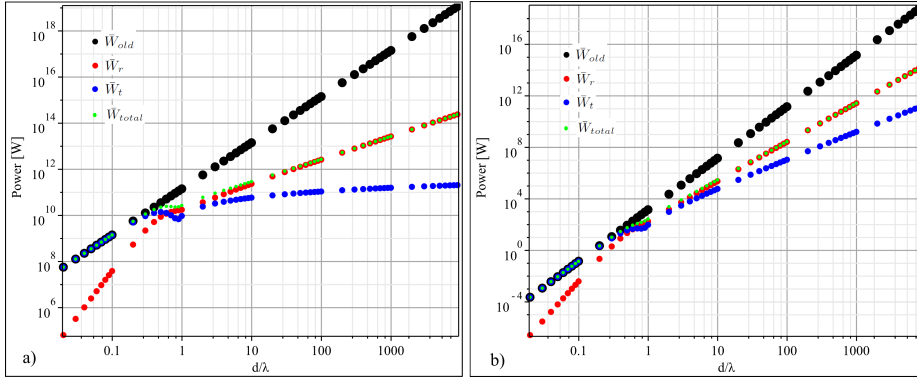 10^18
10^16
10^14
10^12
10^10
10^8
10^6
Power [W]
W̄_old
W̄_r
W̄_t
W̄_total
a)
0.1 1 10 100 1000
d/λ
10^16
10^12
10^8
10^4
0
10^-4
Power [W]
W̄_old
W̄_r
W̄_t
W̄_total
b)
0.1 1 10 100 1000
d/λ